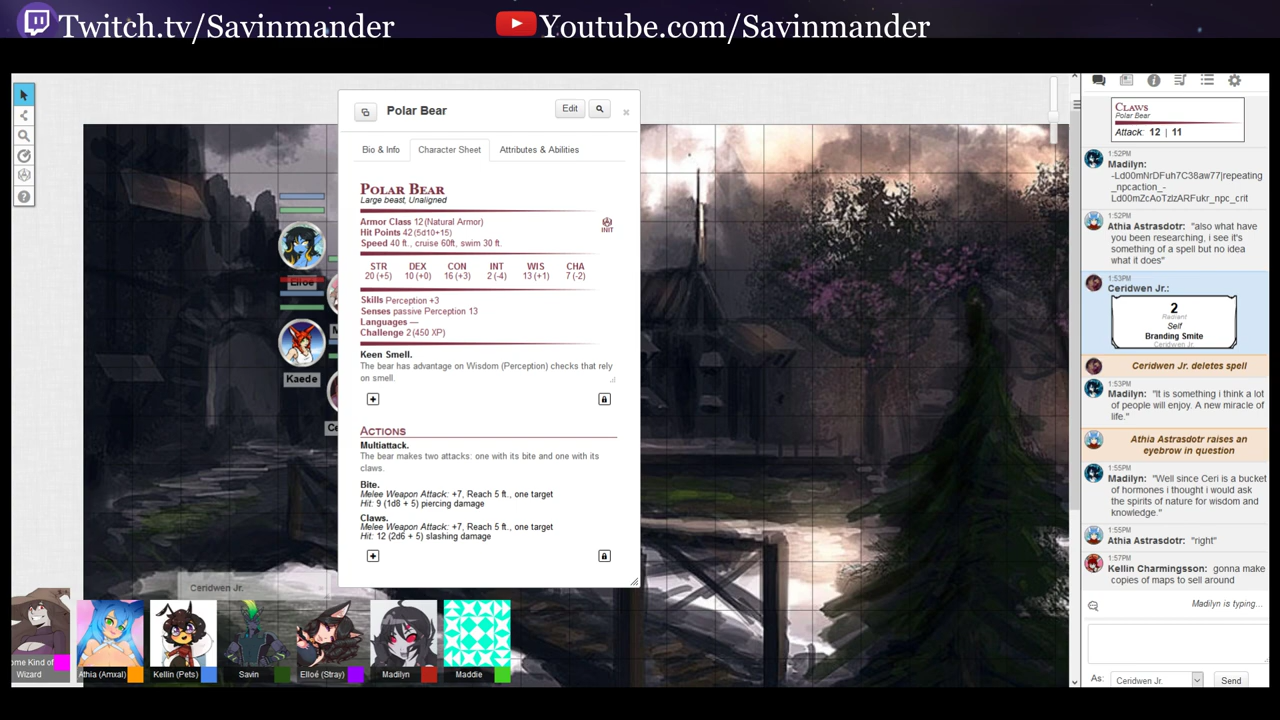 Twitch.tv/Savinmander
Youtube.com/Savinmander
Polar Bear
Edit
Bio & Info
Character Sheet
Attributes & Abilities
Polar Bear
Large beast, Unaligned
Armor Class 12 (Natural Armor)
Hit Points 42 (5d10+15)
Speed 40 ft., cruise 60ft, swim 30 ft.
INIT
STR DEX CON INT WIS CHA
20 (+5) 10 (+0) 16 (+3) 2 (-4) 13 (+1) 7 (-2)
Skills Perception +3
Senses passive Perception 13
Languages —
Challenge 2 (450 XP)
Keen Smell.
The bear has advantage on Wisdom (Perception) checks that rely
on smell.
Actions
Multiattack.
The bear makes two attacks: one with its bite and one with its
claws.
Bite.
Melee Weapon Attack: +7, Reach 5 ft., one target
Hit: 9 (1d8 + 5) piercing damage
Claws.
Melee Weapon Attack: +7, Reach 5 ft., one target
Hit: 12 (2d6 + 5) slashing damage
Elloé
Kaede
Ceridwen Jr.
ome Kind of
Wizard
Athia (Amxal)
Kellin (Pets)
Savin
Elloé (Stray)
Madilyn
Maddie
Claws
Polar Bear
Attack: 12 | 11
1:52PM
Madilyn:
-Ld00mNrDFuh7C38aw77|repeating
_npcaction_-
Ld00mZcAoTzlzARFukr_npc_crit
1:52PM
Athia Astrasdotr: "also what have
you been researching, i see it's
something of a spell but no idea
what it does"
1:53PM
Ceridwen Jr.:
2
Radiant
Self
Branding Smite
Ceridwen Jr.
Ceridwen Jr. deletes spell
1:53PM
Madilyn: "It is something i think a lot
of people will enjoy. A new miracle of
life."
Athia Astrasdotr raises an
eyebrow in question
1:55PM
Madilyn: "Well since Ceri is a bucket
of hormones i thought i would ask
the spirits of nature for wisdom and
knowledge."
1:55PM
Athia Astrasdotr: "right"
1:57PM
Kellin Charmingsson: gonna make
copies of maps to sell around
Madilyn is typing...
As:
Ceridwen Jr.
Send